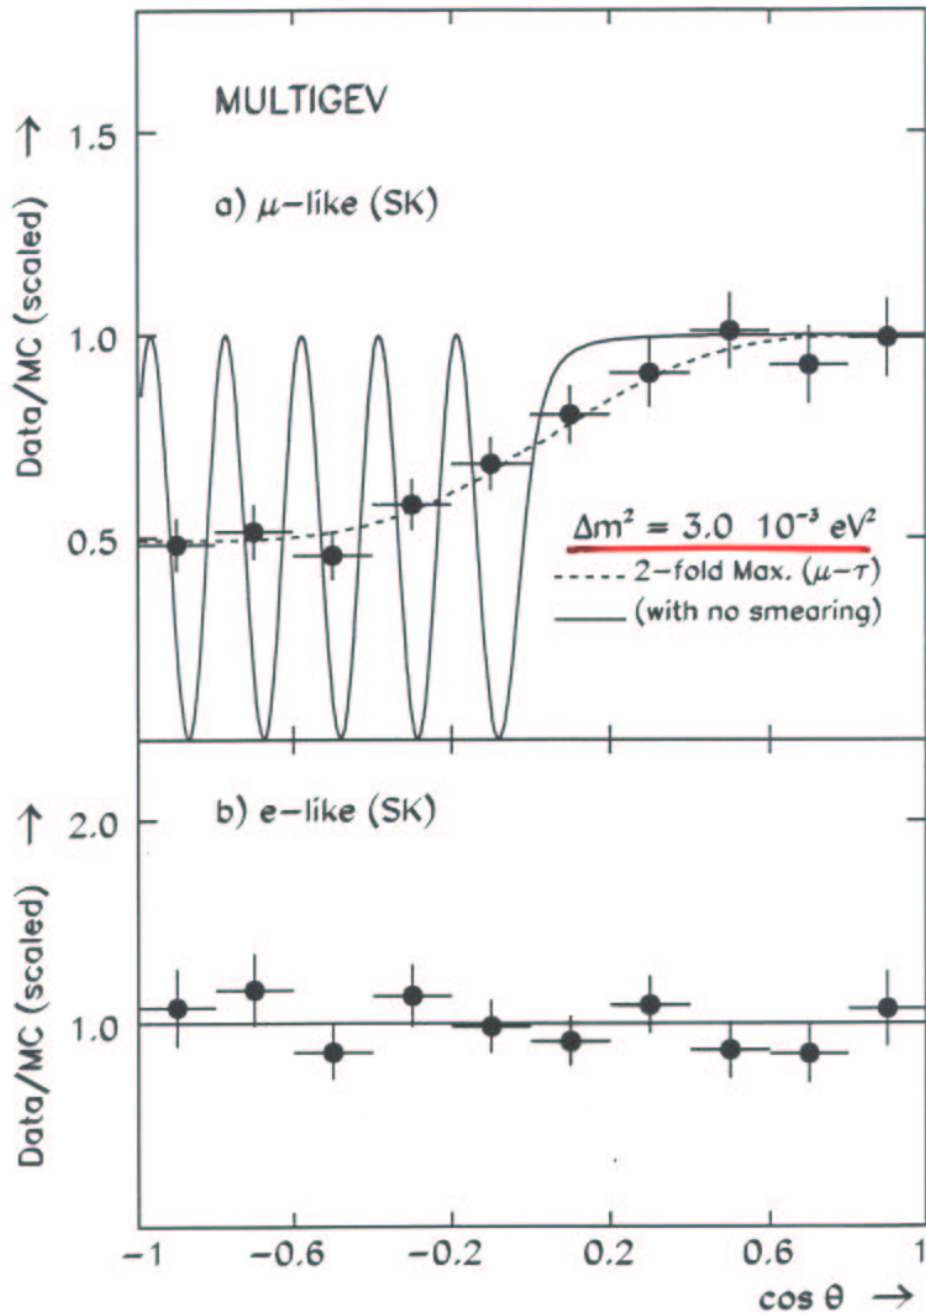 MULTIGEV
a) μ-like (SK)
Data/MC (scaled) →
1.5
1.0
0.5
Δm² = 3.0 10⁻³ eV²
2-fold Max. (μ-τ)
(with no smearing)
b) e-like (SK)
Data/MC (scaled) →
2.0
1.0
-1 -0.6 -0.2 0.2 0.6 1
cos θ →